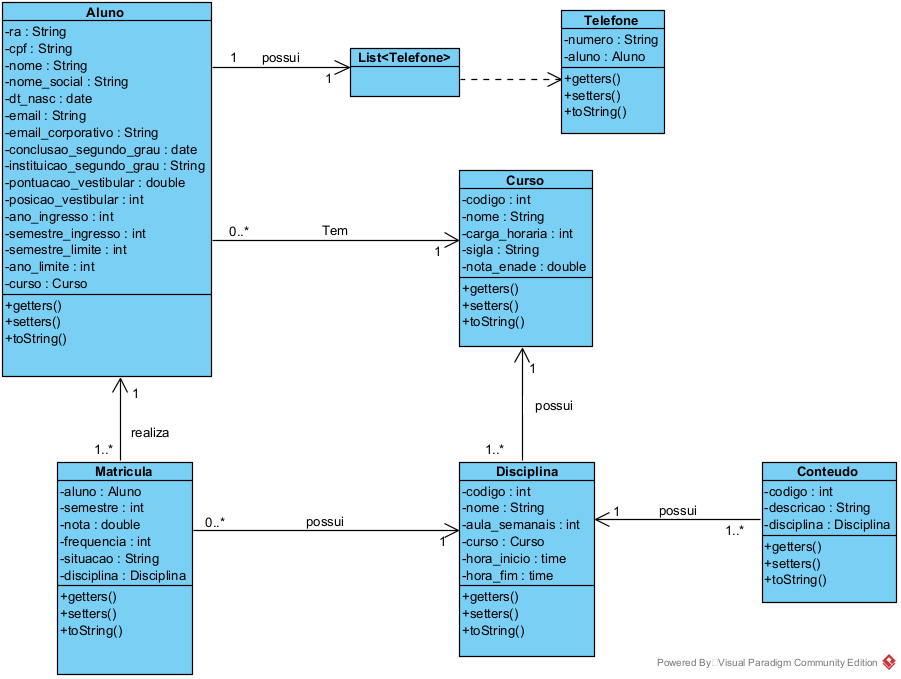 Aluno
-ra : String
-cpf : String
-nome : String
-nome_social : String
-dt_nasc : date
-email : String
-email_corporativo : String
-conclusao_segundo_grau : date
-instituicao_segundo_grau : String
-pontuacao_vestibular : double
-posicao_vestibular : int
-ano_ingresso : int
-semestre_ingresso : int
-semestre_limite : int
-ano_limite : int
-curso : Curso
+getters()
+setters()
+toString()
1 possui
1
List<Telefone>
Telefone
-numero : String
-aluno : Aluno
+getters()
+setters()
+toString()
0..* Tem
1
Curso
-codigo : int
-nome : String
-carga_horaria : int
-sigla : String
-nota_enade : double
+getters()
+setters()
+toString()
1
realiza
1..*
1
possui
1..*
Matricula
-aluno : Aluno
-semestre : int
-nota : double
-frequencia : int
-situacao : String
-disciplina : Disciplina
+getters()
+setters()
+toString()
0..* possui
1
Disciplina
-codigo : int
-nome : String
-aula_semanais : int
-curso : Curso
-hora_inicio : time
-hora_fim : time
+getters()
+setters()
+toString()
1 possui
1..*
Conteudo
-codigo : int
-descricao : String
-disciplina : Disciplina
+getters()
+setters()
+toString()
Powered By Visual Paradigm Community Edition